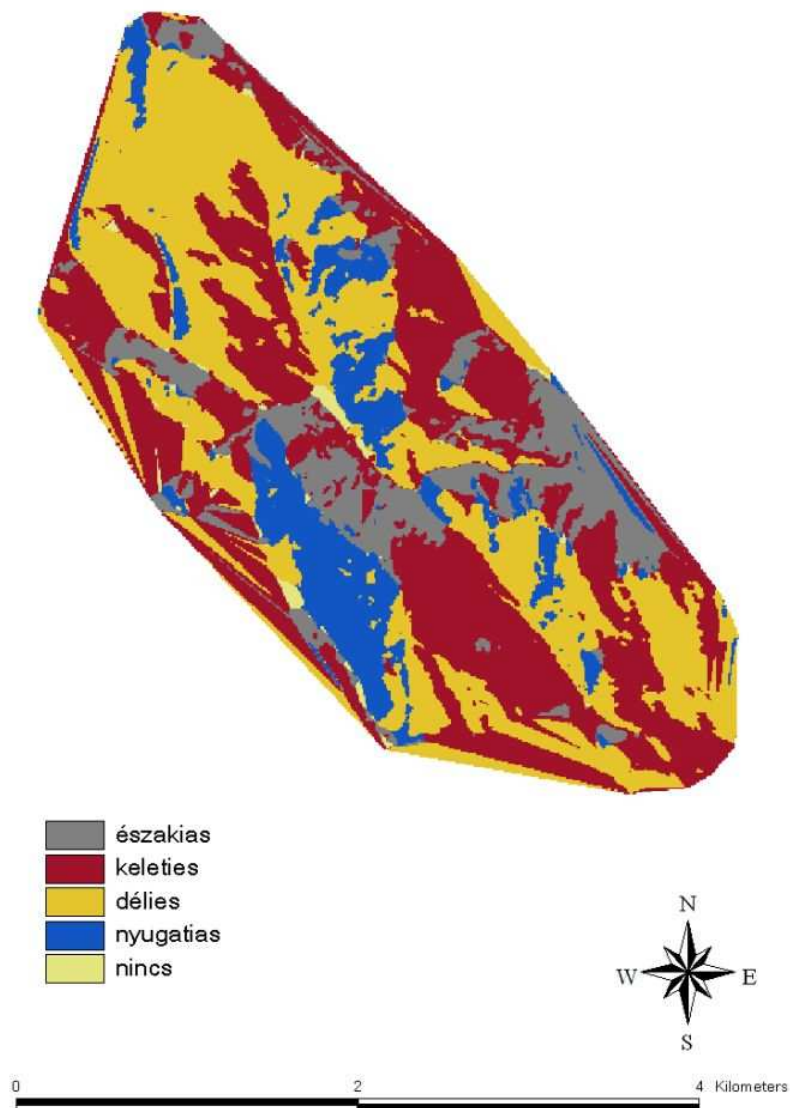 északias
keleties
délies
nyugatias
nincs
N
W E
S
0 2 4 Kilometers